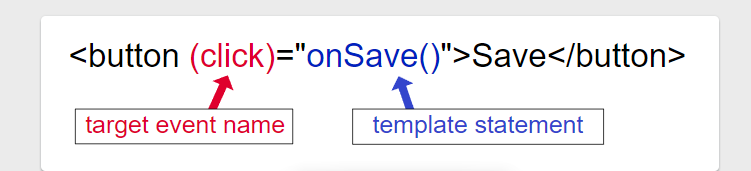 <button (click)="onSave()">Save</button>
target event name
template statement